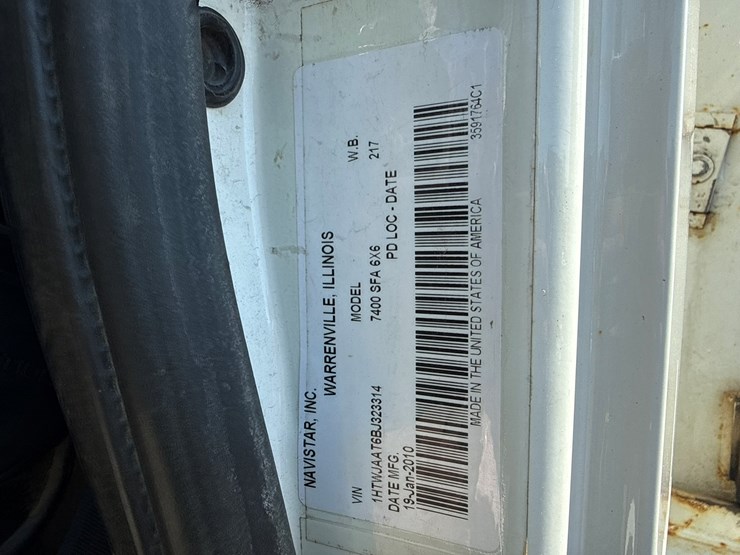 NAVISTAR, INC.
WARRENVILLE, ILLINOIS
VIN MODEL W.B.
1HTWJAAT6BJ323314 7400 SFA 6X6 217
DATE MFG. PD LOC - DATE
19-Jan-2010
MADE IN THE UNITED STATES OF AMERICA 3591764C1